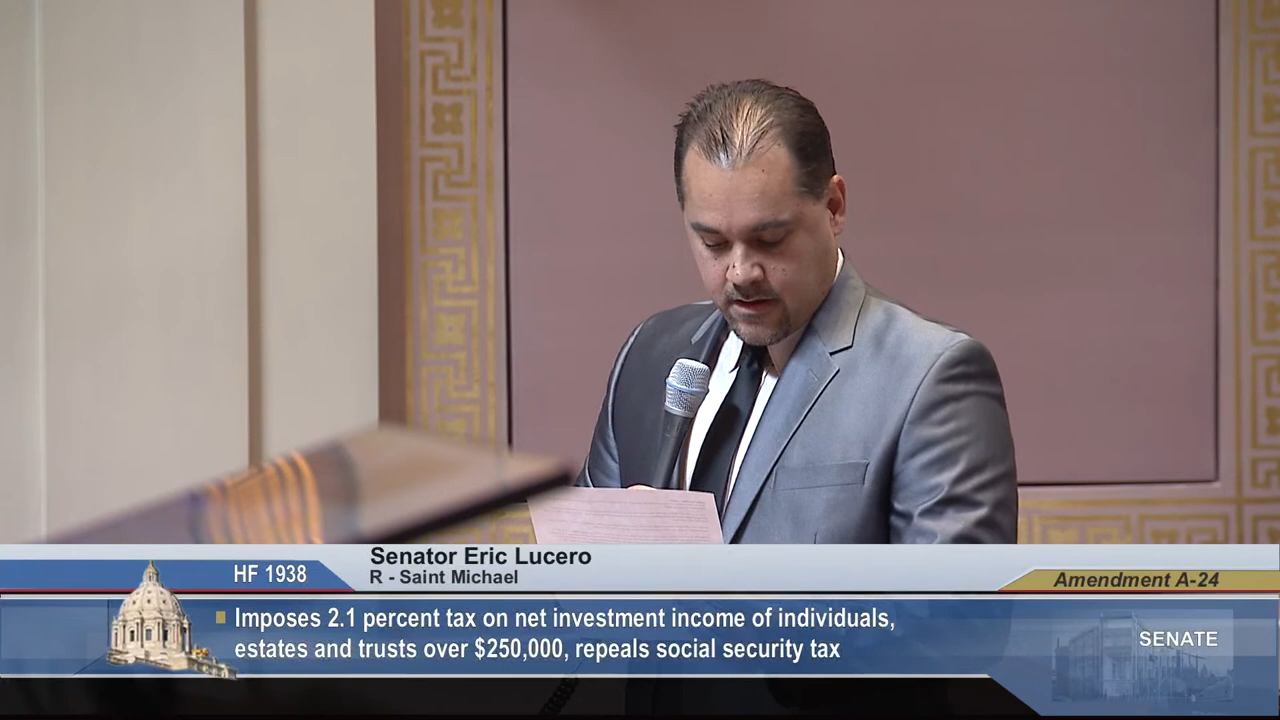 Senator Eric Lucero
HF 1938
R - Saint Michael
Amendment A-24
Imposes 2.1 percent tax on net investment income of individuals,
estates and trusts over $250,000, repeals social security tax
SENATE